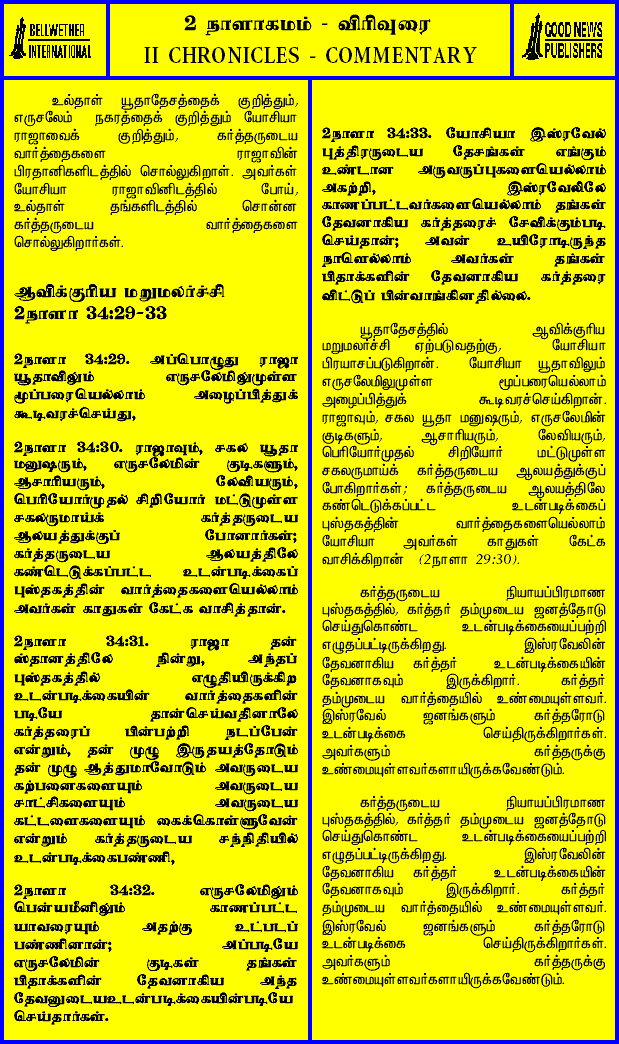 BELLWETHER
INTERNATIONAL
2 நாளாகமம் - விரிவுரை
II CHRONICLES - COMMENTARY
GOOD NEWS
PUBLISHERS
உல்தாள் யூதாதேசத்தைக் குறித்தும்,
எருசலேம் நகரத்தைக் குறித்தும் யோசியா
ராஜாவைக் குறித்தும், கர்த்தருடைய
வார்த்தைகளை ராஜாவின்
பிரதானிகளிடத்தில் சொல்லுகிறாள். அவர்கள்
யோசியா ராஜாவினிடத்தில் போய்,
உல்தாள் தங்களிடத்தில் சொன்ன
கர்த்தருடைய வார்த்தைகளை
சொல்லுகிறார்கள்.
ஆவிக்குரிய மறுமலர்ச்சி
2நாளா 34:29-33
2நாளா 34:29. அப்பொழுது ராஜா
யூதாவிலும் எருசலேமிலுமுள்ள
மூப்பரையெல்லாம் அழைப்பித்துக்
கூடிவரச்செய்து,
2நாளா 34:30. ராஜாவும், சகல யூதா
மனுஷரும், எருசலேமின் குடிகளும்,
ஆசாரியரும், லேவியரும்,
பெரியோர்முதல் சிறியோர் மட்டுமுள்ள
சகலருமாய்க் கர்த்தருடைய
ஆலயத்துக்குப் போனார்கள்;
கர்த்தருடைய ஆலயத்திலே
கண்டெடுக்கப்பட்ட உடன்படிக்கைப்
புஸ்தகத்தின் வார்த்தைகளையெல்லாம்
அவர்கள் காதுகள் கேட்க வாசித்தான்.
2நாளா 34:31. ராஜா தன்
ஸ்தானத்திலே நின்று, அந்தப்
புஸ்தகத்தில் எழுதியிருக்கிற
உடன்படிக்கையின் வார்த்தைகளின்
படியே தான்செய்வதினாலே
கர்த்தரைப் பின்பற்றி நடப்பேன்
என்றும், தன் முழு இருதயத்தோடும்
தன் முழு ஆத்துமாவோடும் அவருடைய
கற்பனைகளையும் அவருடைய
சாட்சிகளையும் அவருடைய
கட்டளைகளையும் கைக்கொள்ளுவேன்
என்றும் கர்த்தருடைய சந்நிதியில்
உடன்படிக்கைபண்ணி,
2நாளா 34:32. எருசலேமிலும்
பென்யமீனிலும் காணப்பட்ட
யாவரையும் அதற்கு உட்படப்
பண்ணினான்; அப்படியே
எருசலேமின் குடிகள் தங்கள்
பிதாக்களின் தேவனாகிய அந்த
தேவனுடையஉடன்படிக்கையின்படியே
செய்தார்கள்.
2நாளா 34:33. யோசியா இஸ்ரவேல்
புத்திரருடைய தேசங்கள் எங்கும்
உண்டான அருவருப்புகளையெல்லாம்
அகற்றி, இஸ்ரவேலிலே
காணப்பட்டவர்களையெல்லாம் தங்கள்
தேவனாகிய கர்த்தரைச் சேவிக்கும்படி
செய்தான்; அவன் உயிரோடிருந்த
நாளெல்லாம் அவர்கள் தங்கள்
பிதாக்களின் தேவனாகிய கர்த்தரை
விட்டுப் பின்வாங்கினதில்லை.
யூதாதேசத்தில் ஆவிக்குரிய
மறுமலர்ச்சி ஏற்படுவதற்கு, யோசியா
பிரயாசப்படுகிறான். யோசியா யூதாவிலும்
எருசலேமிலுமுள்ள மூப்பரையெல்லாம்
அழைப்பித்துக் கூடிவரச்செய்கிறான்.
ராஜாவும், சகல யூதா மனுஷரும், எருசலேமின்
குடிகளும், ஆசாரியரும், லேவியரும்,
பெரியோர்முதல் சிறியோர் மட்டுமுள்ள
சகலருமாய்க் கர்த்தருடைய ஆலயத்துக்குப்
போகிறார்கள்; கர்த்தருடைய ஆலயத்திலே
கண்டெடுக்கப்பட்ட உடன்படிக்கைப்
புஸ்தகத்தின் வார்த்தைகளையெல்லாம்
யோசியா அவர்கள் காதுகள் கேட்க
வாசிக்கிறான் (2நாளா 29:30).
கர்த்தருடைய நியாயப்பிரமாண
புஸ்தகத்தில், கர்த்தர் தம்முடைய ஜனத்தோடு
செய்துகொண்ட உடன்படிக்கையைப்பற்றி
எழுதப்பட்டிருக்கிறது. இஸ்ரவேலின்
தேவனாகிய கர்த்தர் உடன்படிக்கையின்
தேவனாகவும் இருக்கிறார். கர்த்தர்
தம்முடைய வார்த்தையில் உண்மையுள்ளவர்.
இஸ்ரவேல் ஜனங்களும் கர்த்தரோடு
உடன்படிக்கை செய்திருக்கிறார்கள்.
அவர்களும் கர்த்தருக்கு
உண்மையுள்ளவர்களாயிருக்கவேண்டும்.
கர்த்தருடைய நியாயப்பிரமாண
புஸ்தகத்தில், கர்த்தர் தம்முடைய ஜனத்தோடு
செய்துகொண்ட உடன்படிக்கையைப்பற்றி
எழுதப்பட்டிருக்கிறது. இஸ்ரவேலின்
தேவனாகிய கர்த்தர் உடன்படிக்கையின்
தேவனாகவும் இருக்கிறார். கர்த்தர்
தம்முடைய வார்த்தையில் உண்மையுள்ளவர்.
இஸ்ரவேல் ஜனங்களும் கர்த்தரோடு
உடன்படிக்கை செய்திருக்கிறார்கள்.
அவர்களும் கர்த்தருக்கு
உண்மையுள்ளவர்களாயிருக்கவேண்டும்.